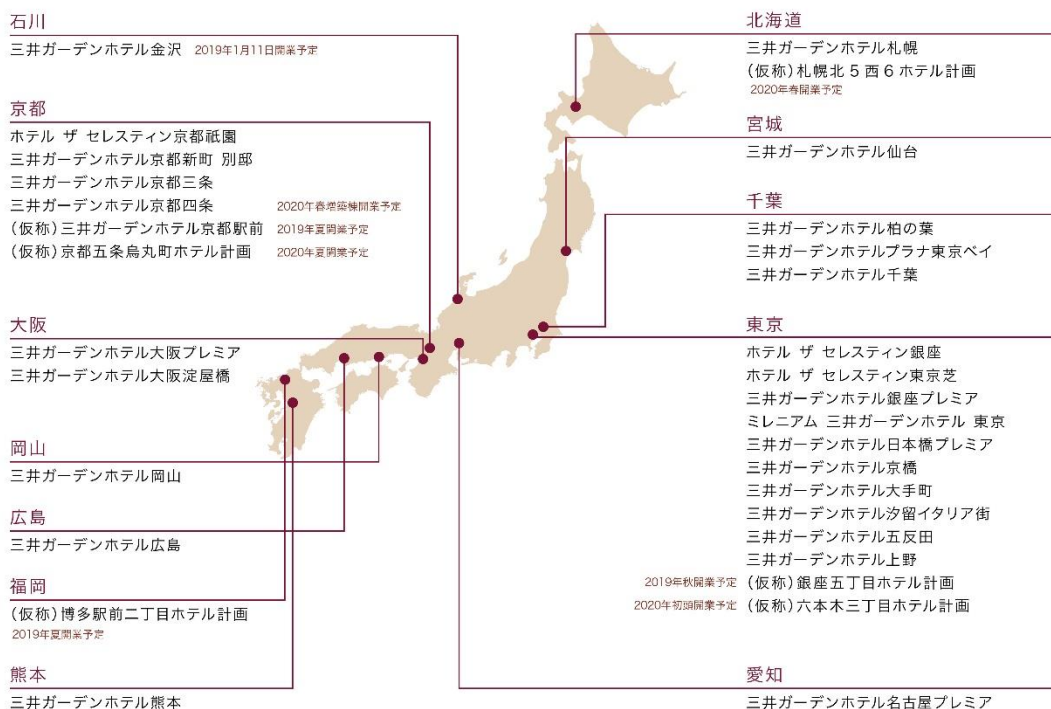 石川
三井ガーデンホテル金沢 2019年1月11日開業予定
京都
ホテル ザ セレスティン京都祇園
三井ガーデンホテル京都新町 別邸
三井ガーデンホテル京都三条
三井ガーデンホテル京都四条 2020年春増築棟開業予定
(仮称)三井ガーデンホテル京都駅前 2019年夏開業予定
(仮称)京都五条烏丸町ホテル計画 2020年夏開業予定
大阪
三井ガーデンホテル大阪プレミア
三井ガーデンホテル大阪淀屋橋
岡山
三井ガーデンホテル岡山
広島
三井ガーデンホテル広島
福岡
(仮称)博多駅前二丁目ホテル計画
2019年夏開業予定
熊本
三井ガーデンホテル熊本
北海道
三井ガーデンホテル札幌
(仮称)札幌北5西6ホテル計画
2020年春開業予定
宮城
三井ガーデンホテル仙台
千葉
三井ガーデンホテル柏の葉
三井ガーデンホテルプラナ東京ベイ
三井ガーデンホテル千葉
東京
ホテル ザ セレスティン銀座
ホテル ザ セレスティン東京芝
三井ガーデンホテル銀座プレミア
ミレニアム 三井ガーデンホテル 東京
三井ガーデンホテル日本橋プレミア
三井ガーデンホテル京橋
三井ガーデンホテル大手町
三井ガーデンホテル汐留イタリア街
三井ガーデンホテル五反田
三井ガーデンホテル上野
2019年秋開業予定 (仮称)銀座五丁目ホテル計画
2020年初頭開業予定 (仮称)六本木三丁目ホテル計画
愛知
三井ガーデンホテル名古屋プレミア